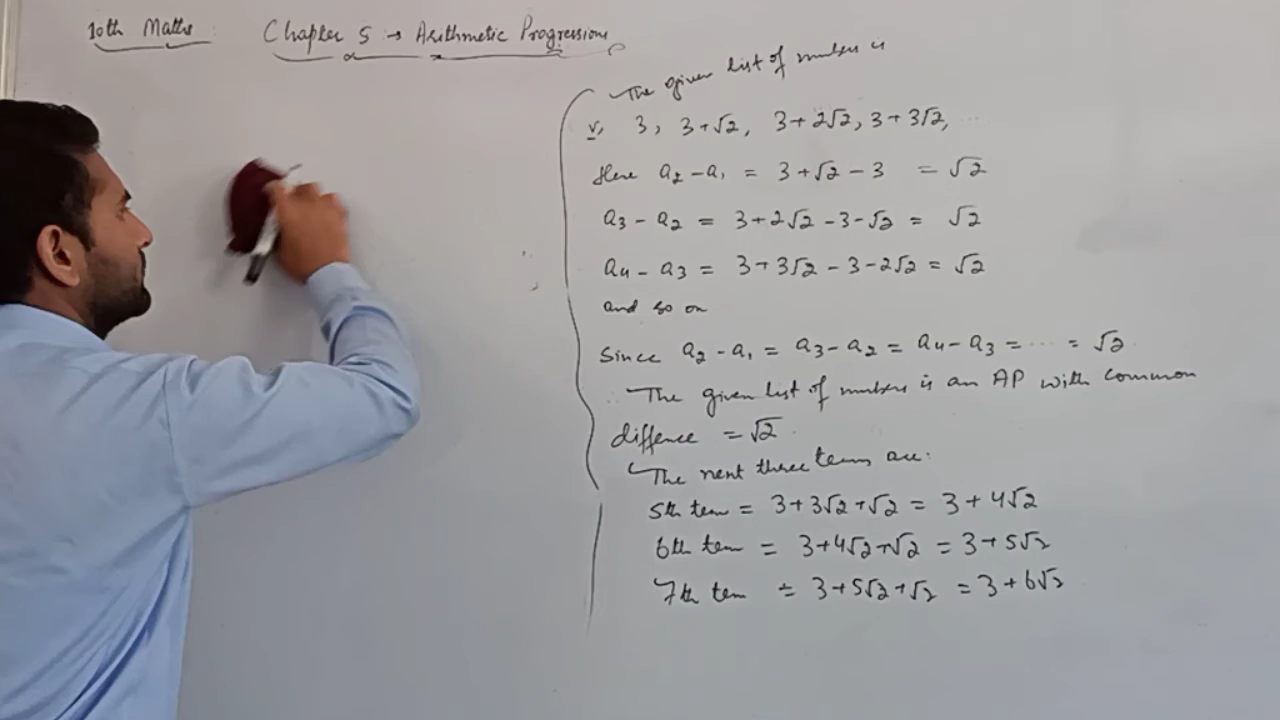 10th Maths
Chapter 5 → Arithmetic Progressions
The given list of numbers is
v, 3, 3+√2, 3+2√2, 3+3√2, ...
Here a₂ - a₁ = 3+√2 - 3 = √2
a₃ - a₂ = 3+2√2 - 3 - √2 = √2
a₄ - a₃ = 3+3√2 - 3 - 2√2 = √2
and so on
Since a₂ - a₁ = a₃ - a₂ = a₄ - a₃ = ... = √2
∴ The given list of numbers is an AP with common
diffence = √2
The next three terms are:
5th term = 3+3√2+√2 = 3+4√2
6th term = 3+4√2+√2 = 3+5√2
7th term = 3+5√2+√2 = 3+6√2